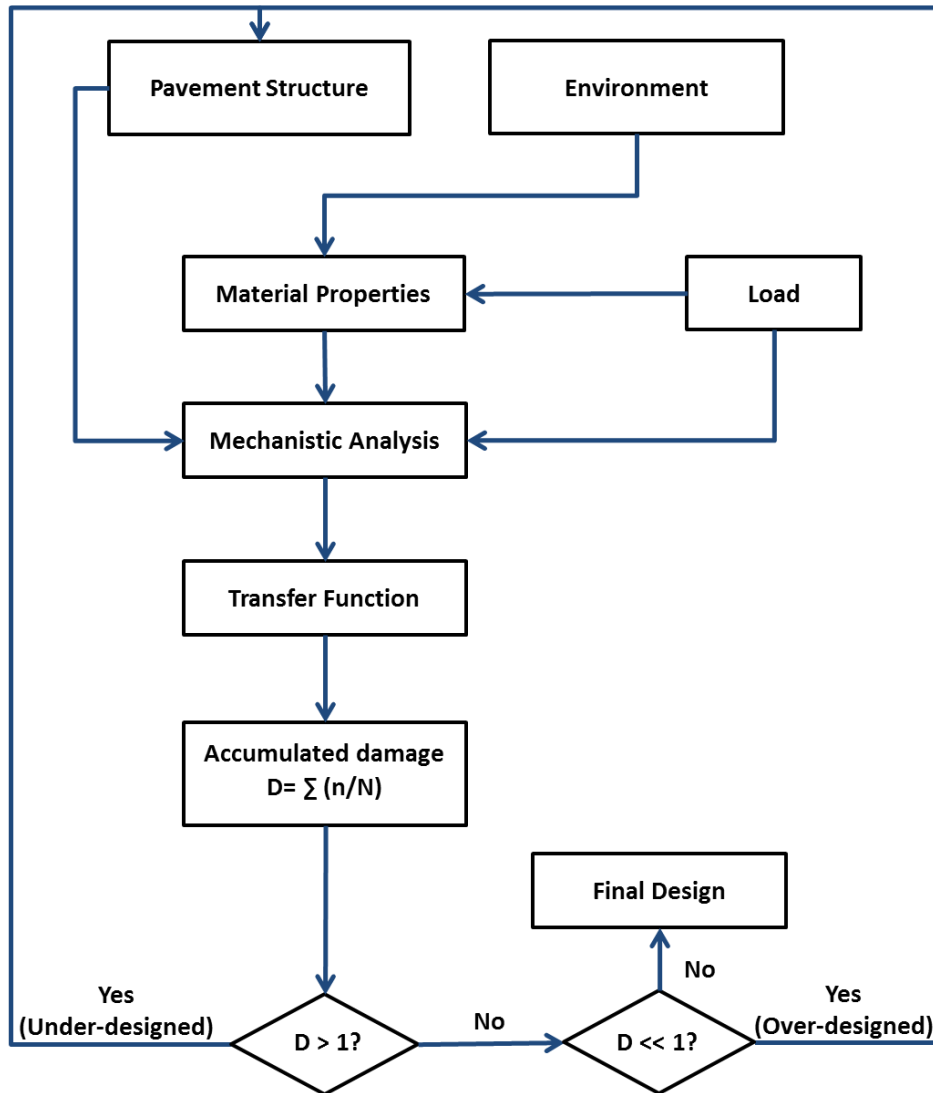 Pavement Structure
Environment
Material Properties
Load
Mechanistic Analysis
Transfer Function
Accumulated damage
D= ∑ (n/N)
Final Design
No
Yes
(Under-designed)
D > 1?
No
D << 1?
Yes
(Over-designed)